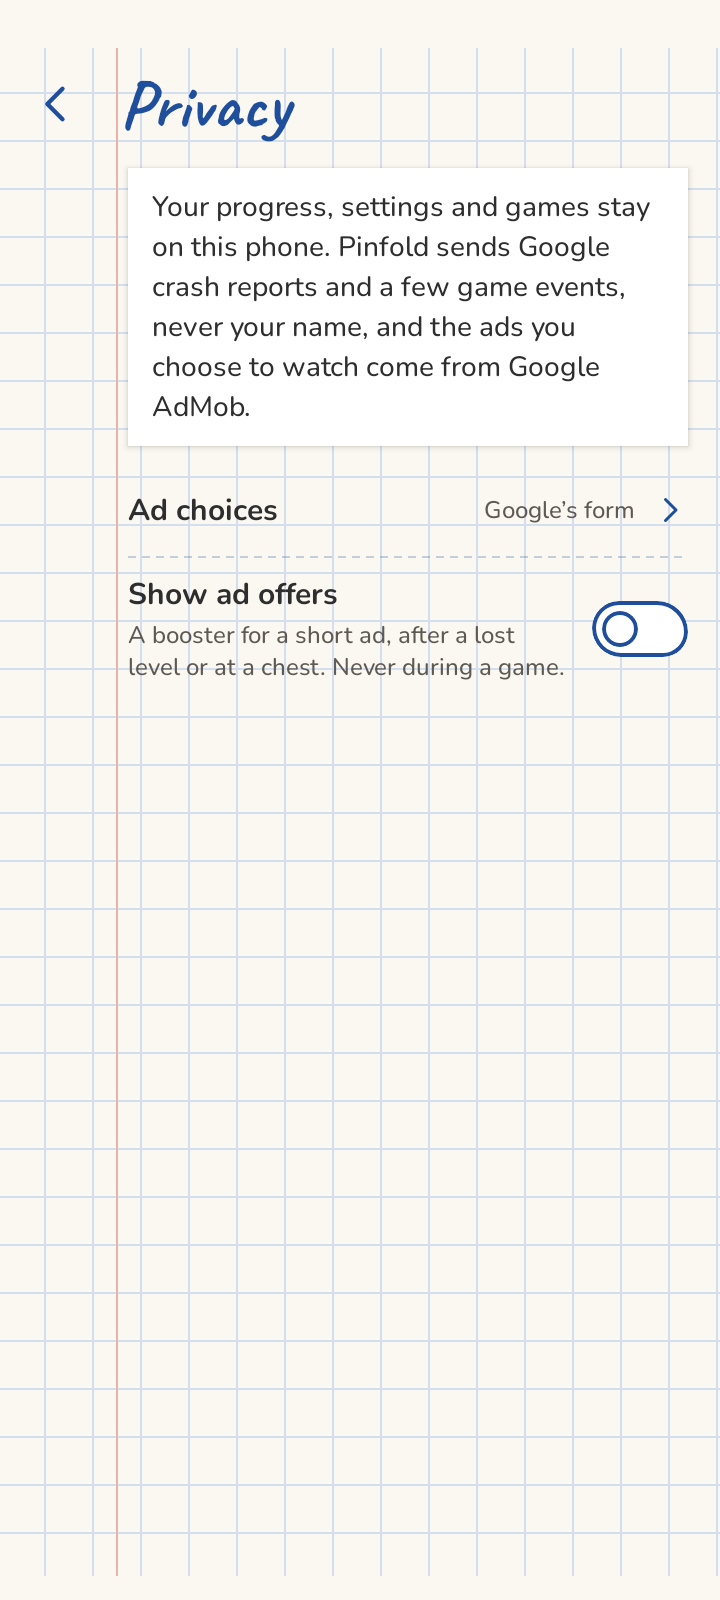 Privacy
Your progress, settings and games stay
on this phone. Pinfold sends Google
crash reports and a few game events,
never your name, and the ads you
choose to watch come from Google
AdMob.
Ad choices Google’s form
Show ad offers
A booster for a short ad, after a lost
level or at a chest. Never during a game.